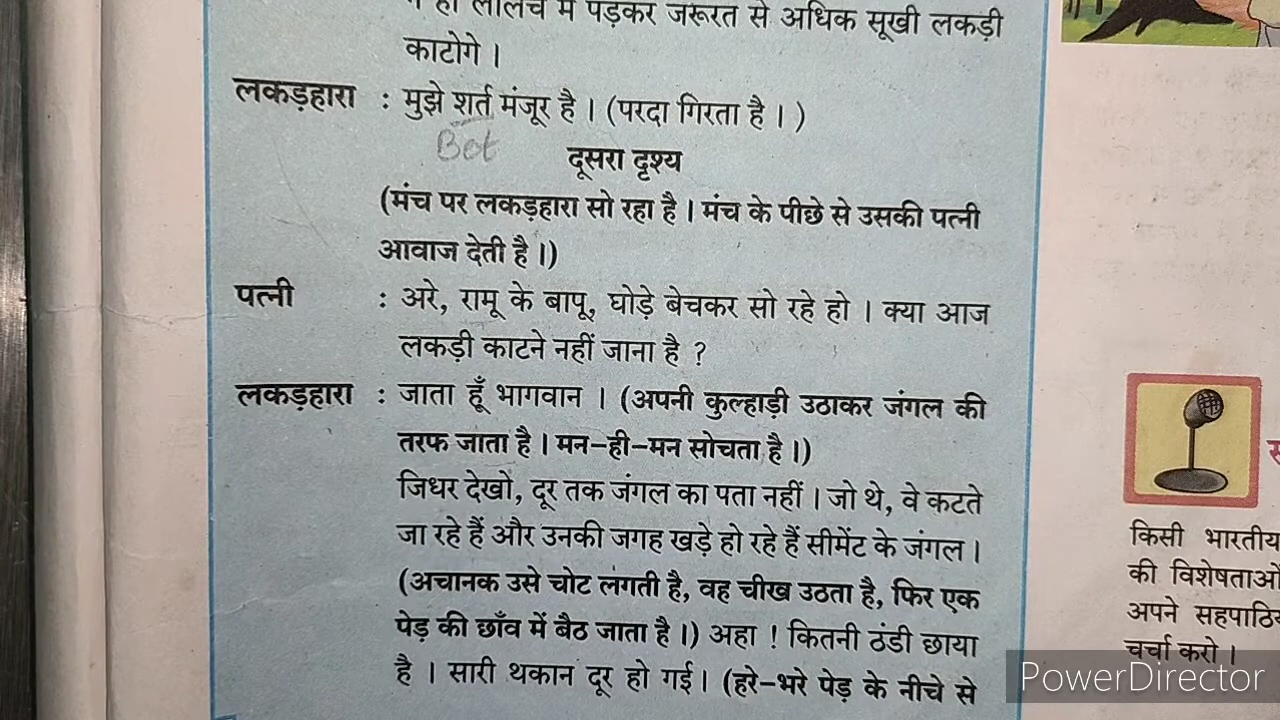 लालच में पड़कर जरूरत से अधिक सूखी लकड़ी
काटोगे ।
लकड़हारा : मुझे शर्त मंजूर है । (परदा गिरता है । )
Bet
दूसरा दृश्य
(मंच पर लकड़हारा सो रहा है । मंच के पीछे से उसकी पत्नी
आवाज देती है ।)
पत्नी : अरे, रामू के बापू, घोड़े बेचकर सो रहे हो । क्या आज
लकड़ी काटने नहीं जाना है ?
लकड़हारा : जाता हूँ भागवान । (अपनी कुल्हाड़ी उठाकर जंगल की
तरफ जाता है । मन-ही-मन सोचता है ।)
जिधर देखो, दूर तक जंगल का पता नहीं । जो थे, वे कटते
जा रहे हैं और उनकी जगह खड़े हो रहे हैं सीमेंट के जंगल ।
(अचानक उसे चोट लगती है, वह चीख उठता है, फिर एक
पेड़ की छाँव में बैठ जाता है ।) अहा ! कितनी ठंडी छाया
है । सारी थकान दूर हो गई । (हरे-भरे पेड़ के नीचे से
किसी भारतीय
की विशेषताओं
अपने सहपाठि
चर्चा करो ।
PowerDirector